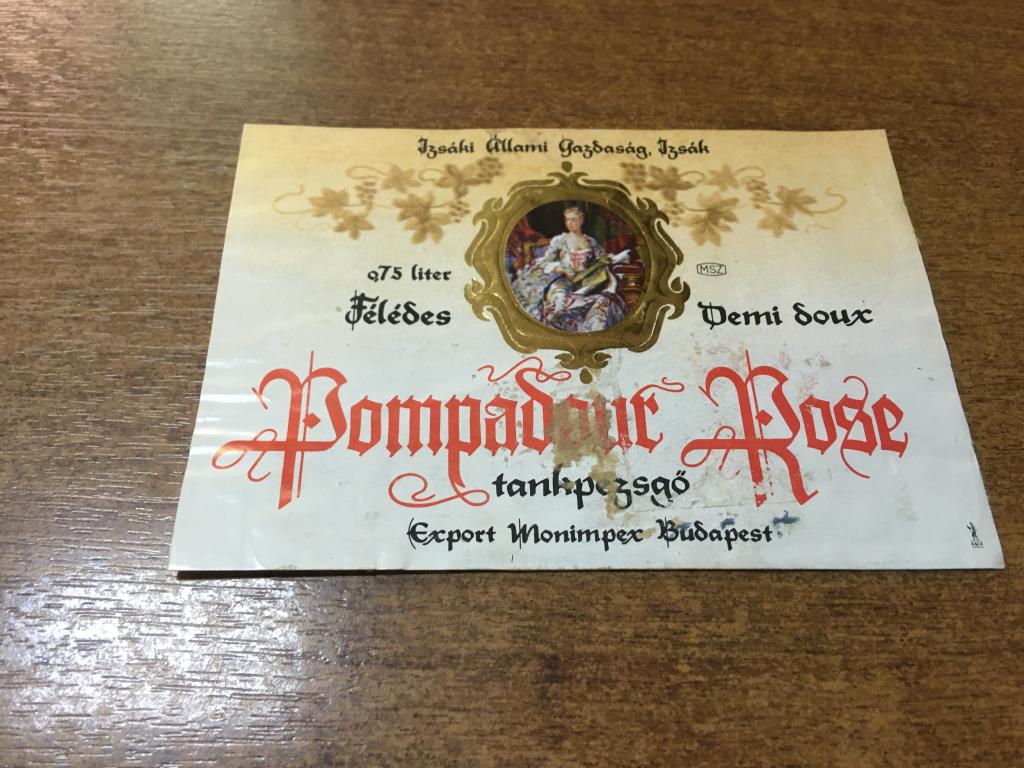 Izsáki Állami Gazdaság, Izsák
0,75 liter
MSZ
Félédes
Demi doux
Pompadour Rose
tankpezsgő
Export Monimpex Budapest